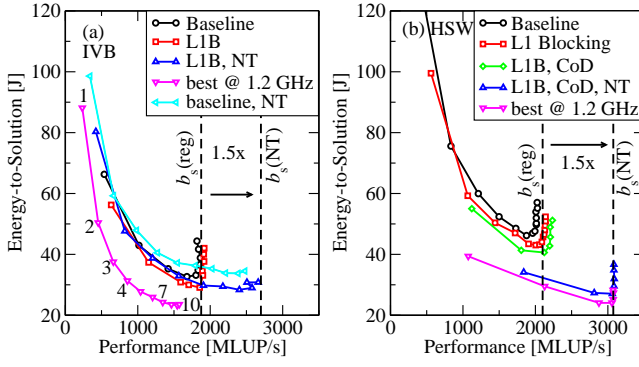 (a)
IVB
Baseline
L1B
L1B, NT
best @ 1.2 GHz
baseline, NT
1
2
3
4
7
10
b_s(reg)
1.5x
b_s(NT)
120
100
80
60
40
20
0
1000
2000
3000
Energy-to-Solution [J]
Performance [MLUP/s]
(b)
HSW
Baseline
L1 Blocking
L1B, CoD
L1B, CoD, NT
best @ 1.2 GHz
b_s(reg)
1.5x
b_s(NT)
120
100
80
60
40
20
0
1000
2000
3000
Energy-to-Solution [J]
Performance [MLUP/s]